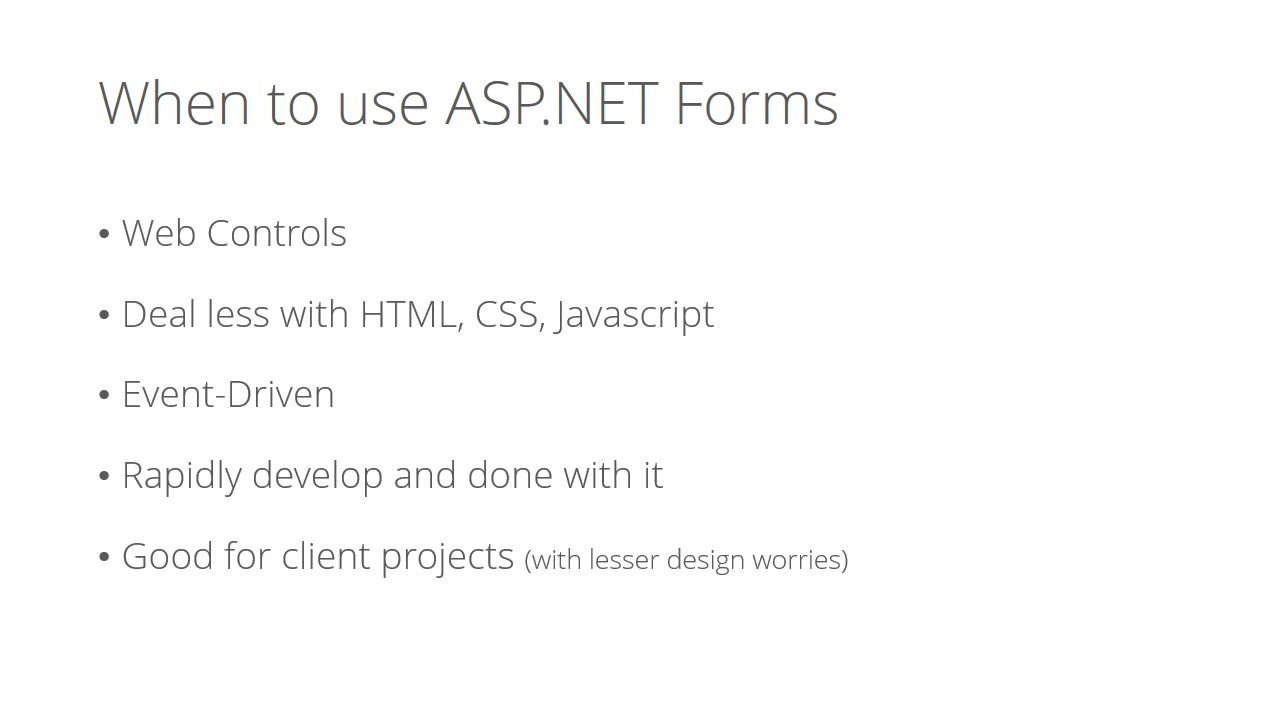 When to use ASP.NET Forms
• Web Controls
• Deal less with HTML, CSS, Javascript
• Event-Driven
• Rapidly develop and done with it
• Good for client projects (with lesser design worries)